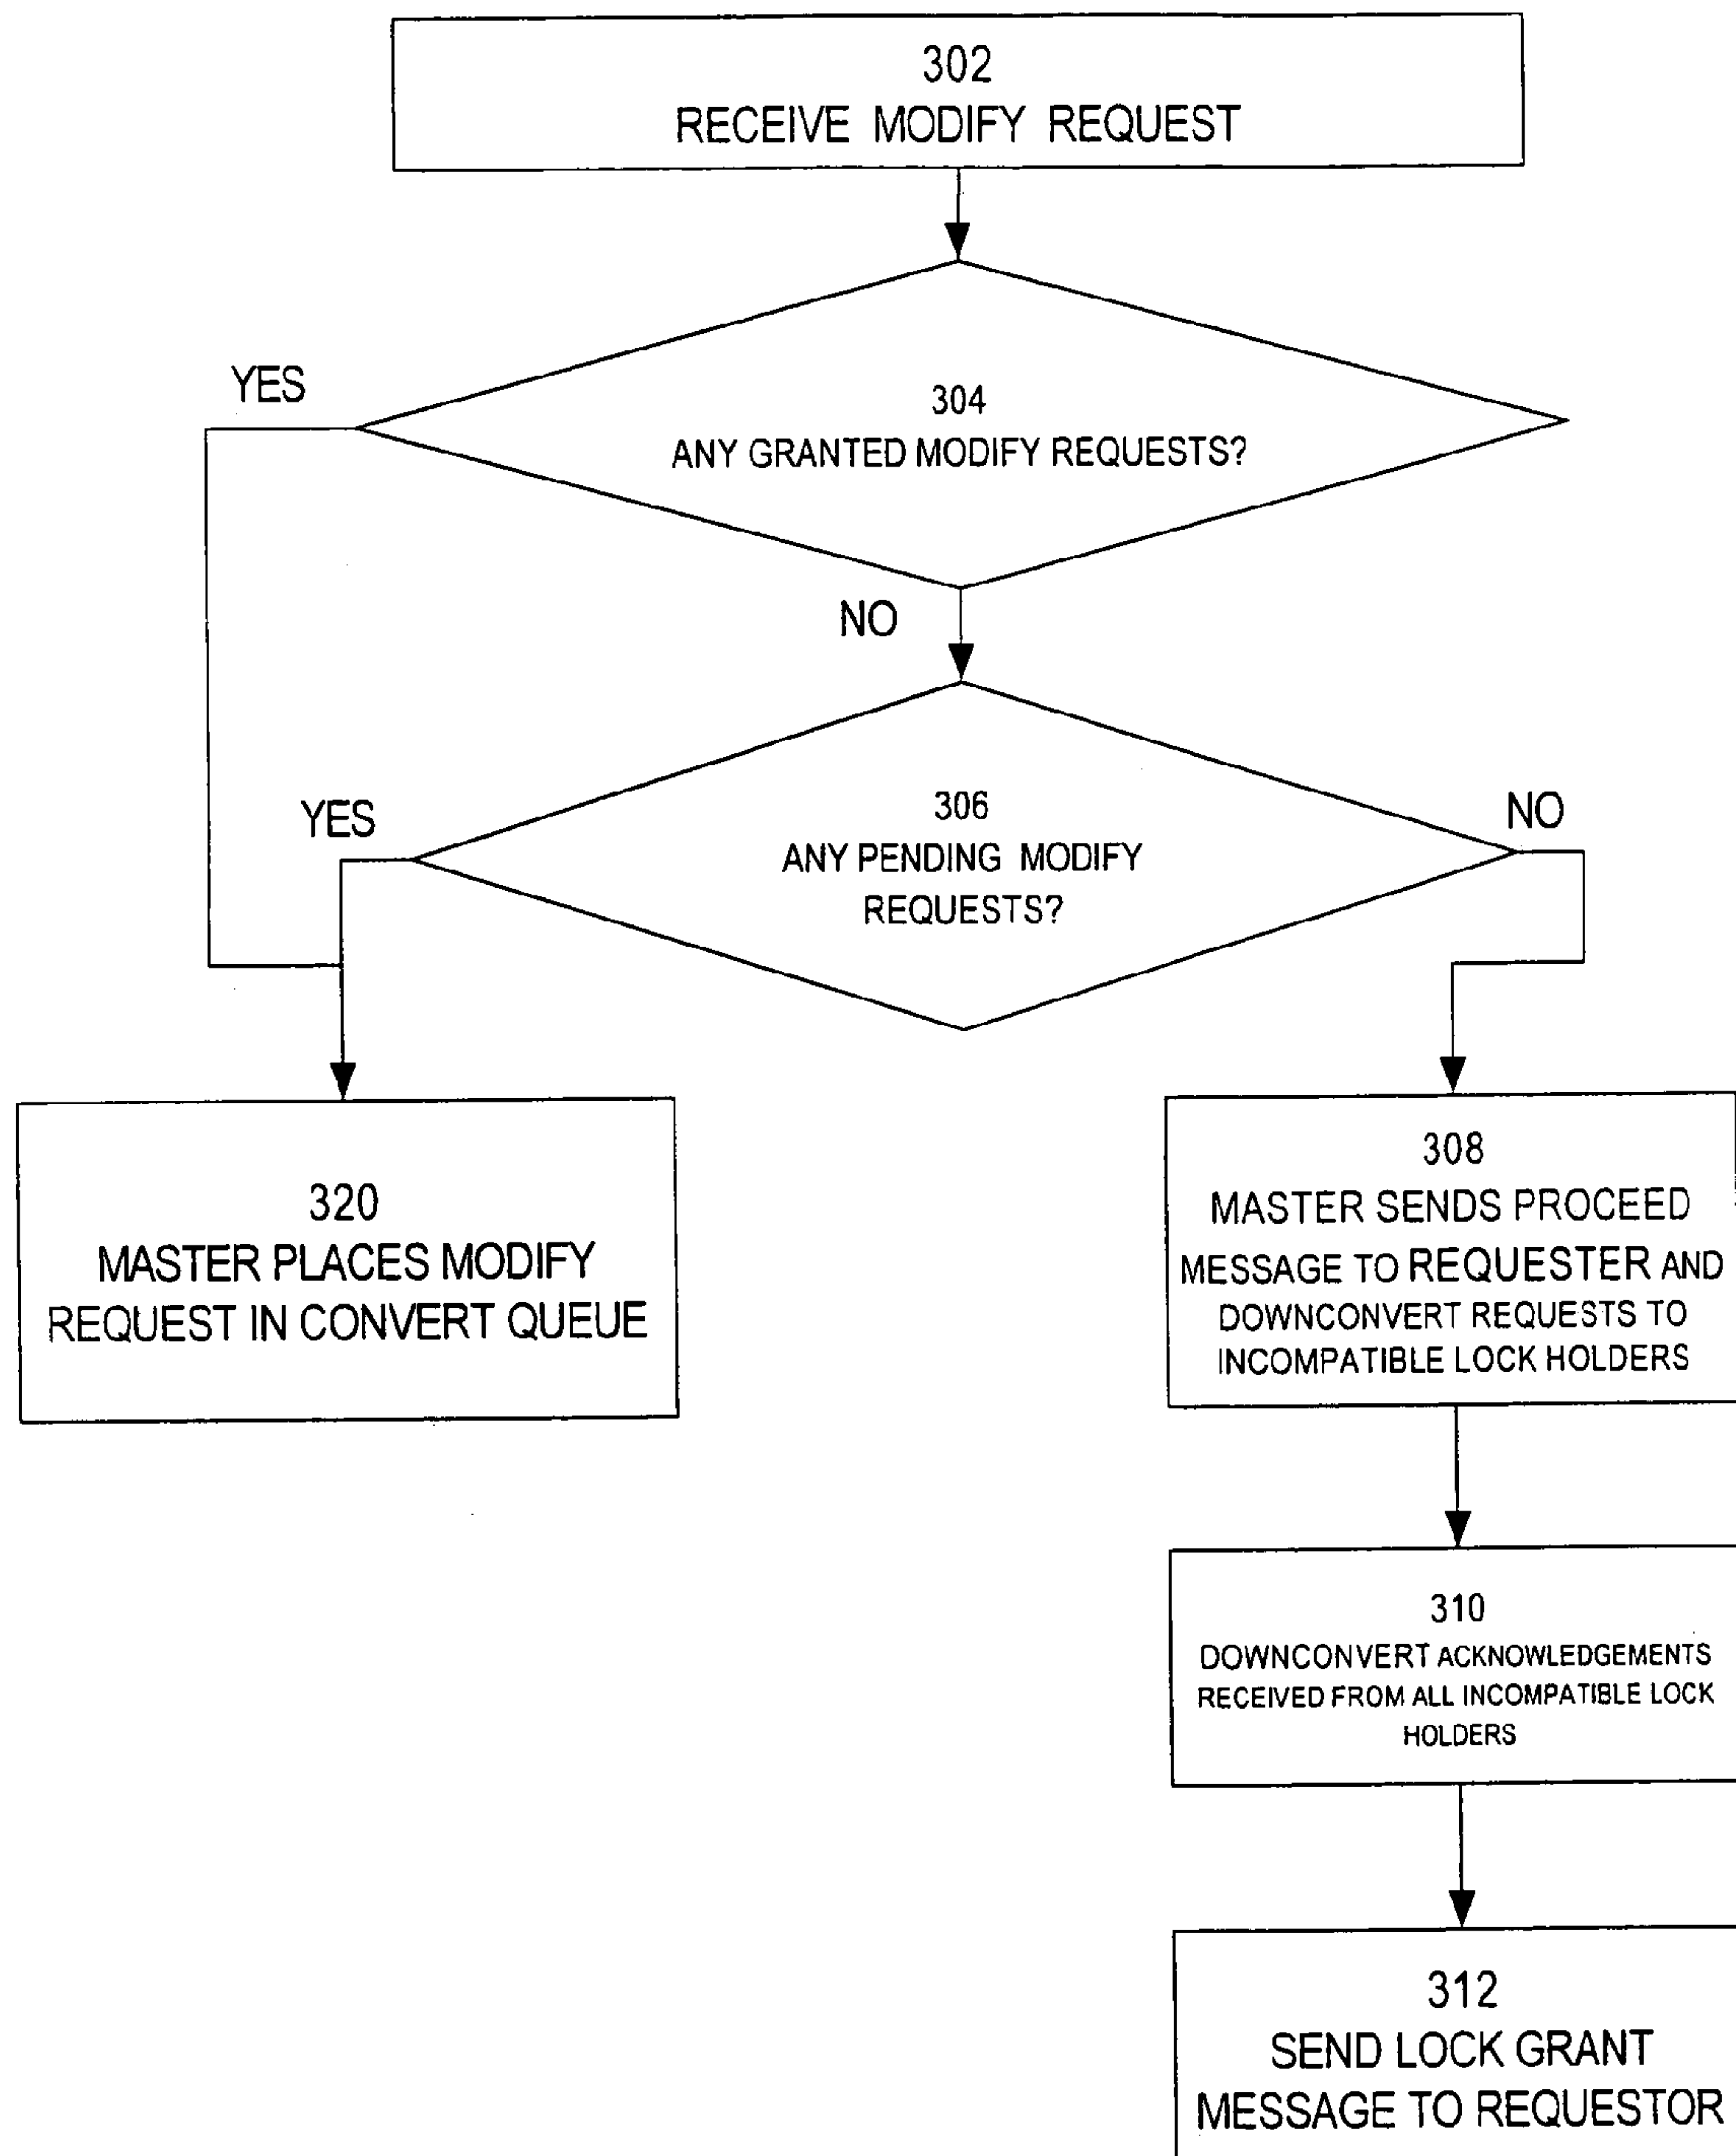 302
RECEIVE MODIFY REQUEST
YES
304
ANY GRANTED MODIFY REQUESTS?
NO
YES
306
ANY PENDING MODIFY
REQUESTS?
NO
320
MASTER PLACES MODIFY
REQUEST IN CONVERT QUEUE
308
MASTER SENDS PROCEED
MESSAGE TO REQUESTER AND
DOWNCONVERT REQUESTS TO
INCOMPATIBLE LOCK HOLDERS
310
DOWNCONVERT ACKNOWLEDGEMENTS
RECEIVED FROM ALL INCOMPATIBLE LOCK
HOLDERS
312
SEND LOCK GRANT
MESSAGE TO REQUESTOR